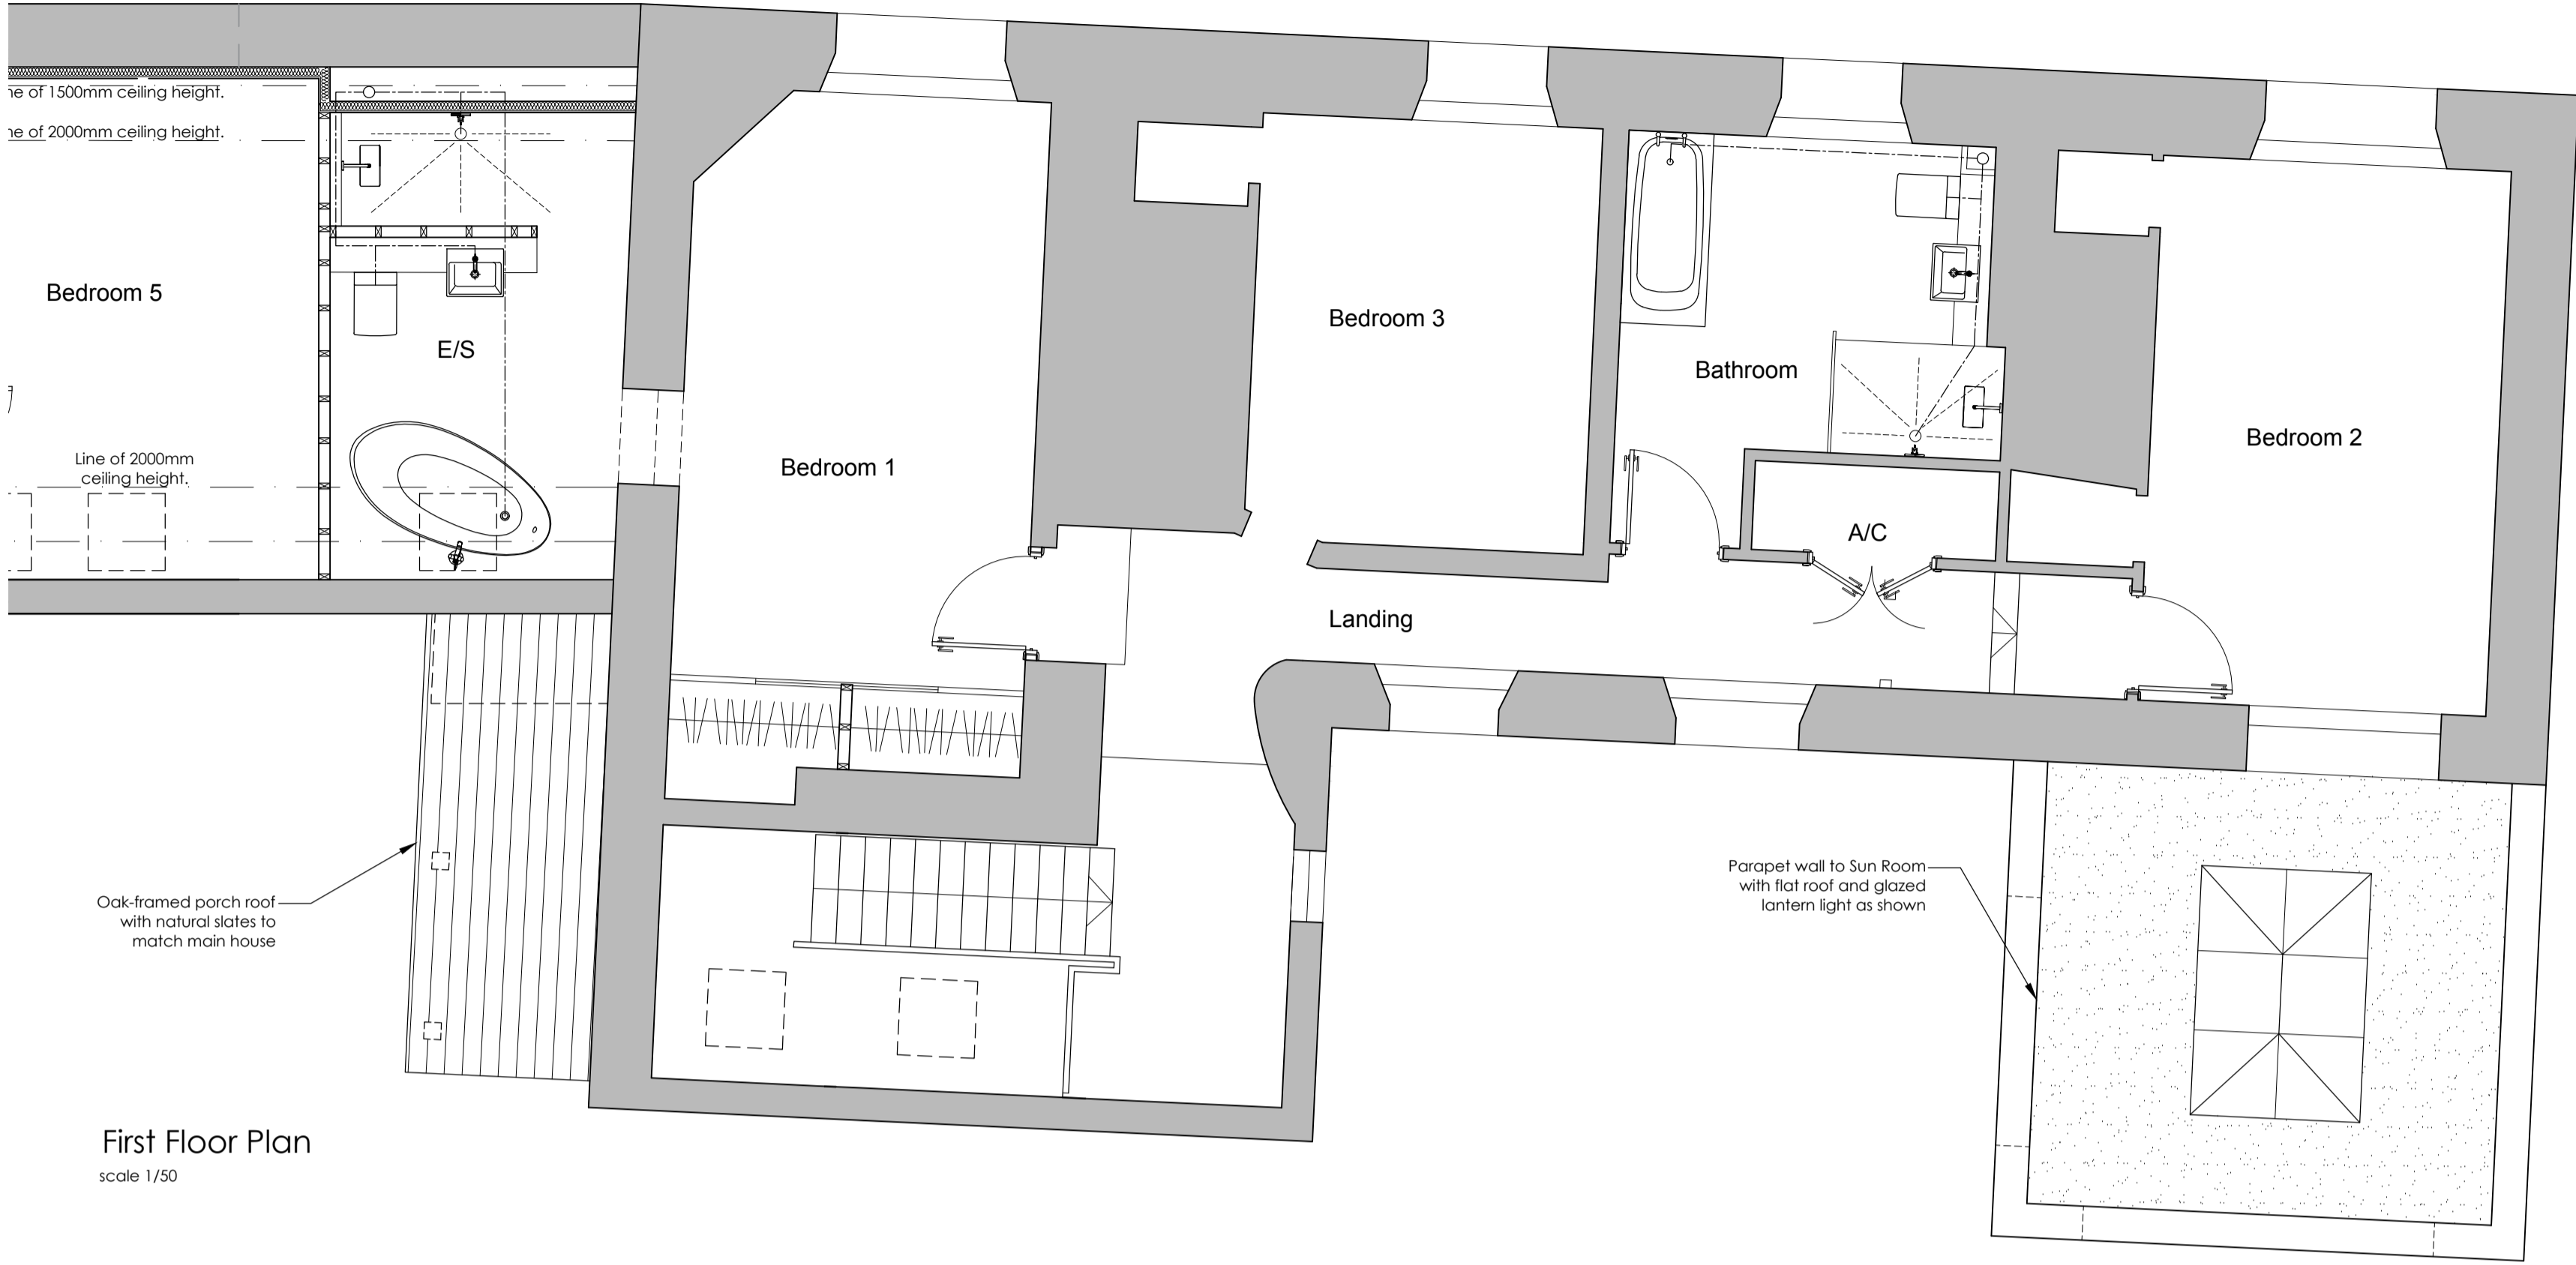 ne of 1500mm ceiling height.
ne of 2000mm ceiling height.
Bedroom 5
E/S
Line of 2000mm
ceiling height.
Bedroom 1
Bedroom 3
Bathroom
A/C
Bedroom 2
Landing
Oak-framed porch roof
with natural slates to
match main house
Parapet wall to Sun Room
with flat roof and glazed
lantern light as shown
First Floor Plan
scale 1/50